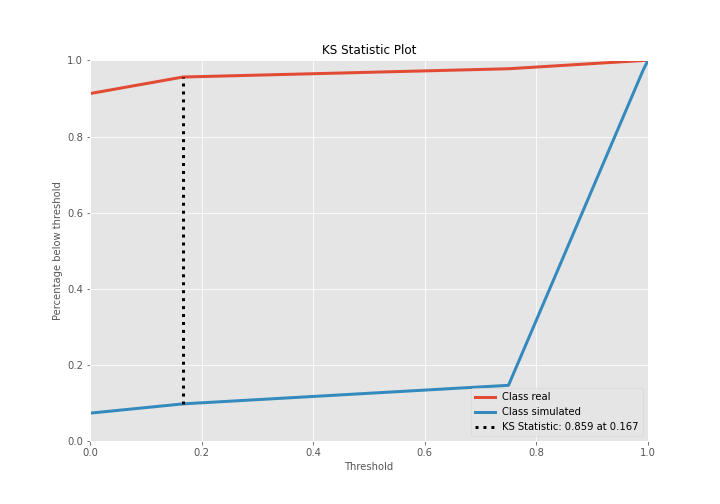 KS Statistic Plot
1.0
0.8
0.6
0.4
0.2
0.0
Percentage below threshold
0.0 0.2 0.4 0.6 0.8 1.0
Threshold
Class real
Class simulated
KS Statistic: 0.859 at 0.167